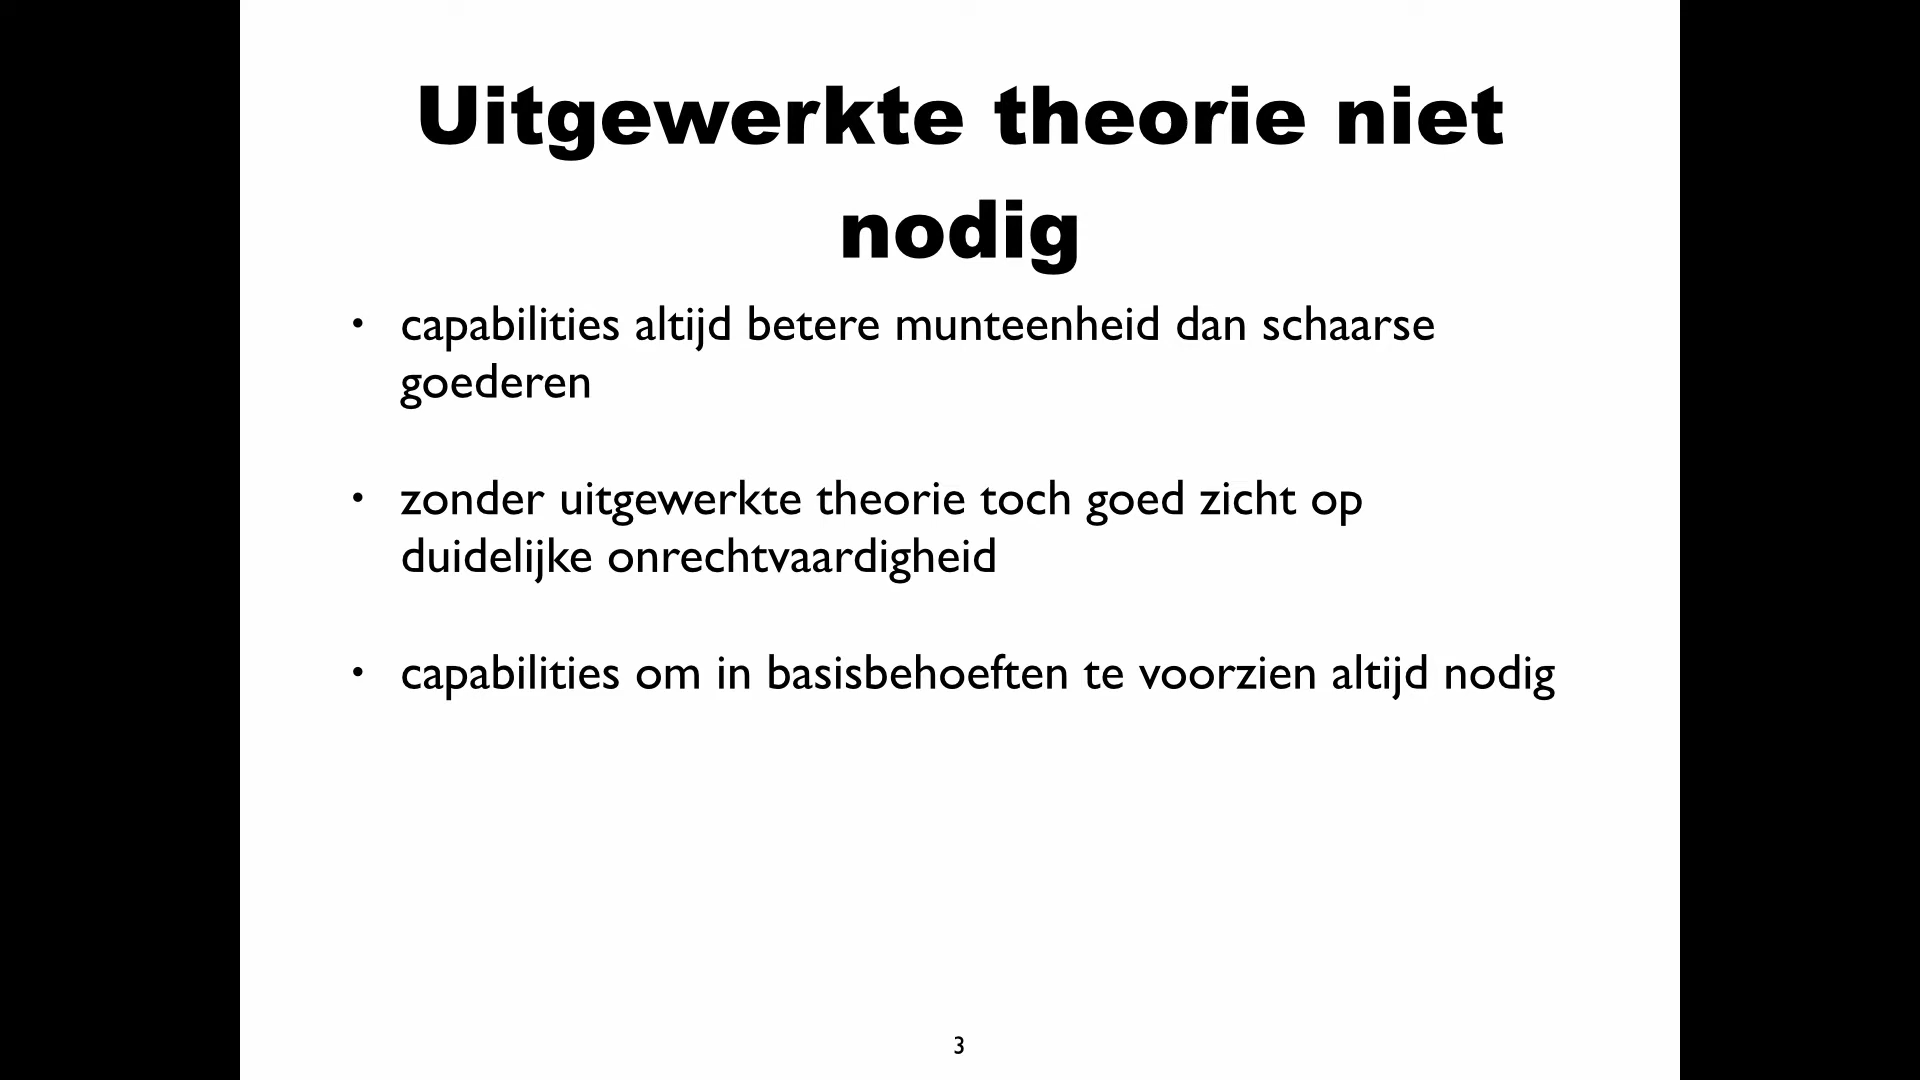 Uitgewerkte theorie niet
nodig
• capabilities altijd betere munteenheid dan schaarse
goederen
• zonder uitgewerkte theorie toch goed zicht op
duidelijke onrechtvaardigheid
• capabilities om in basisbehoeften te voorzien altijd nodig
3